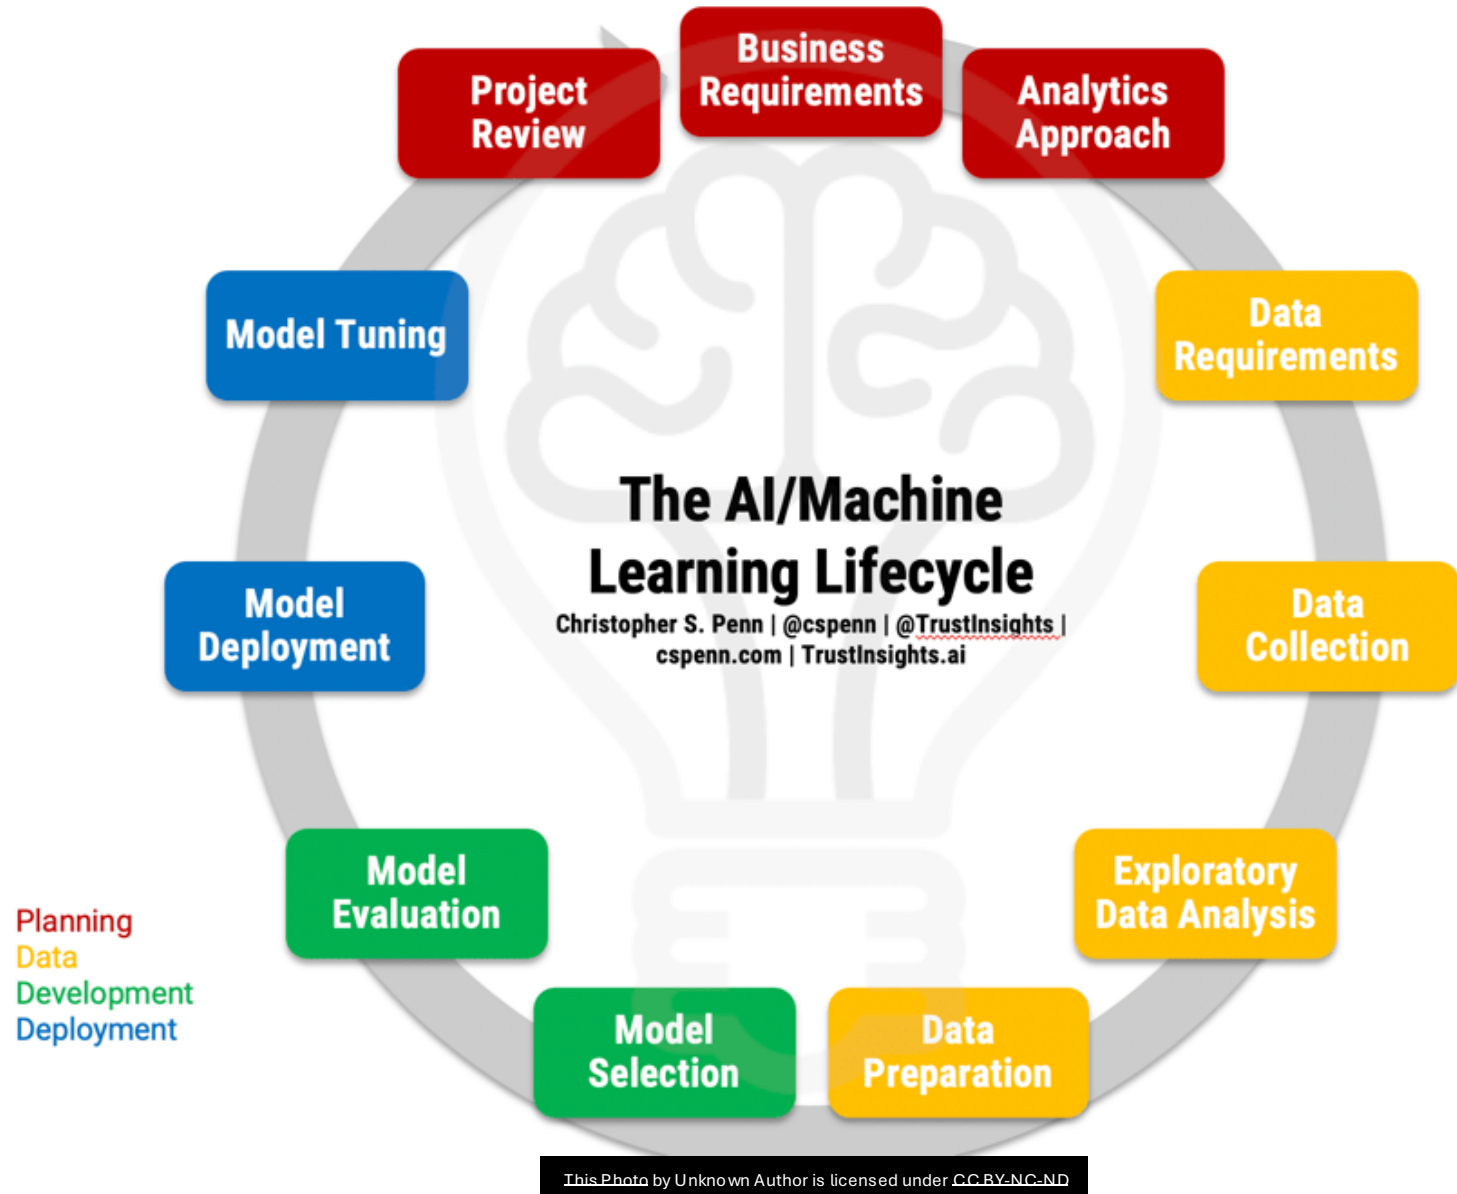 Business
Requirements
Analytics
Approach
Data
Requirements
Data
Collection
Exploratory
Data Analysis
Data
Preparation
Model
Selection
Model
Evaluation
Model
Deployment
Model Tuning
Project
Review
The AI/Machine
Learning Lifecycle
Christopher S. Penn | @cspenn | @TrustInsights |
cspenn.com | TrustInsights.ai
Planning
Data
Development
Deployment
This Photo by Unknown Author is licensed under CC BY-NC-ND